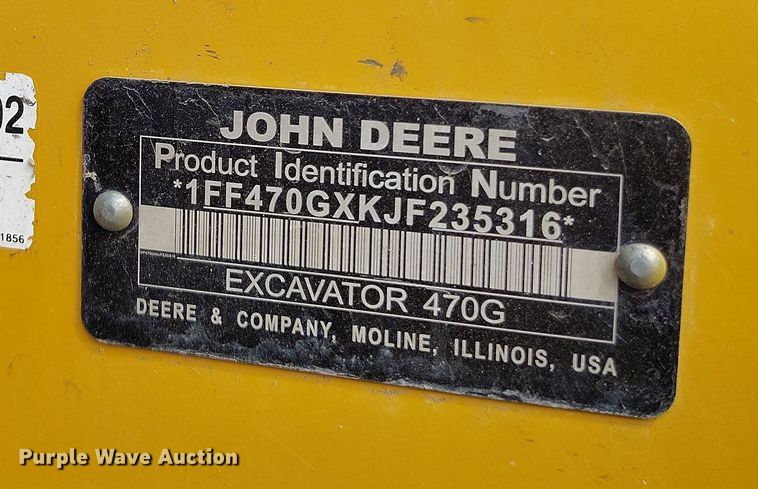 02
1856
JOHN DEERE
Product Identification Number
*1FF470GXKJF235316*
EXCAVATOR 470G
DEERE & COMPANY, MOLINE, ILLINOIS, USA
Purple Wave Auction